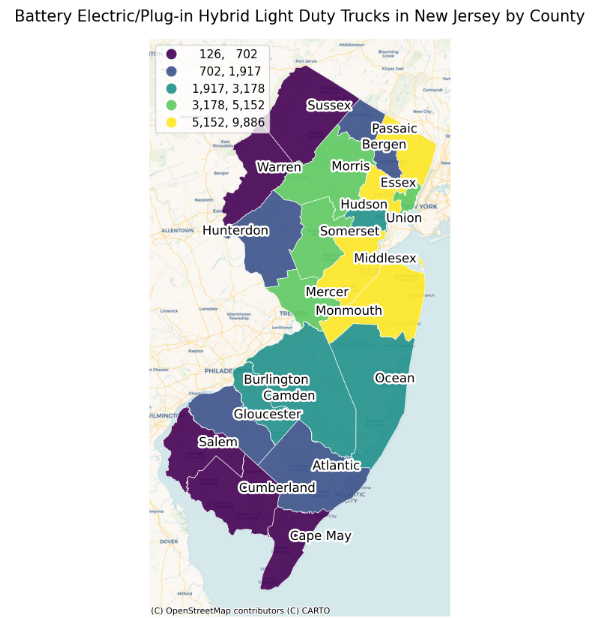 Battery Electric/Plug-in Hybrid Light Duty Trucks in New Jersey by County
126, 702
702, 1,917
1,917, 3,178
3,178, 5,152
5,152, 9,886
Sussex
Passaic
Bergen
Warren
Morris
Essex
Hudson
Union
Hunterdon
Somerset
YORK
ALLENTOWN
Middlesex
Mercer
Monmouth
Ocean
Burlington
Camden
Gloucester
Salem
Atlantic
Cumberland
CITY
DOVER
Cape May
(C) OpenStreetMap contributors (C) CARTO